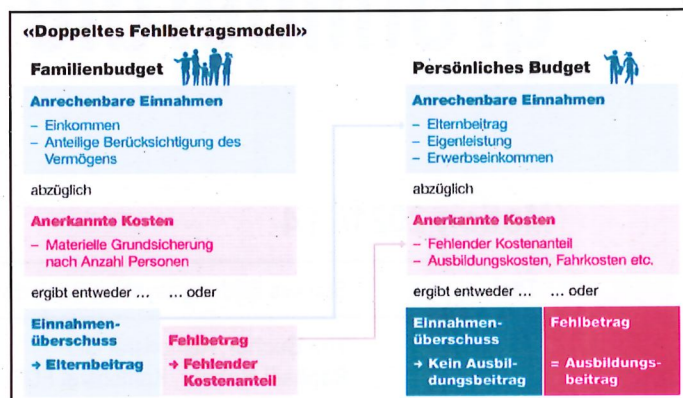 «Doppeltes Fehlbetragsmodell»
Familienbudget
Anrechenbare Einnahmen
– Einkommen
– Anteilige Berücksichtigung des
Vermögens
abzüglich
Anerkannte Kosten
– Materielle Grundsicherung
nach Anzahl Personen
ergibt entweder ... ... oder
Einnahmen-
überschuss
→ Elternbeitrag
Fehlbetrag
→ Fehlender
Kostenanteil
Persönliches Budget
Anrechenbare Einnahmen
– Elternbeitrag
– Eigenleistung
– Erwerbseinkommen
abzüglich
Anerkannte Kosten
– Fehlender Kostenanteil
– Ausbildungskosten, Fahrkosten etc.
ergibt entweder ... ... oder
Einnahmen-
überschuss
→ Kein Ausbil-
dungsbeitrag
Fehlbetrag
= Ausbildungs-
beitrag